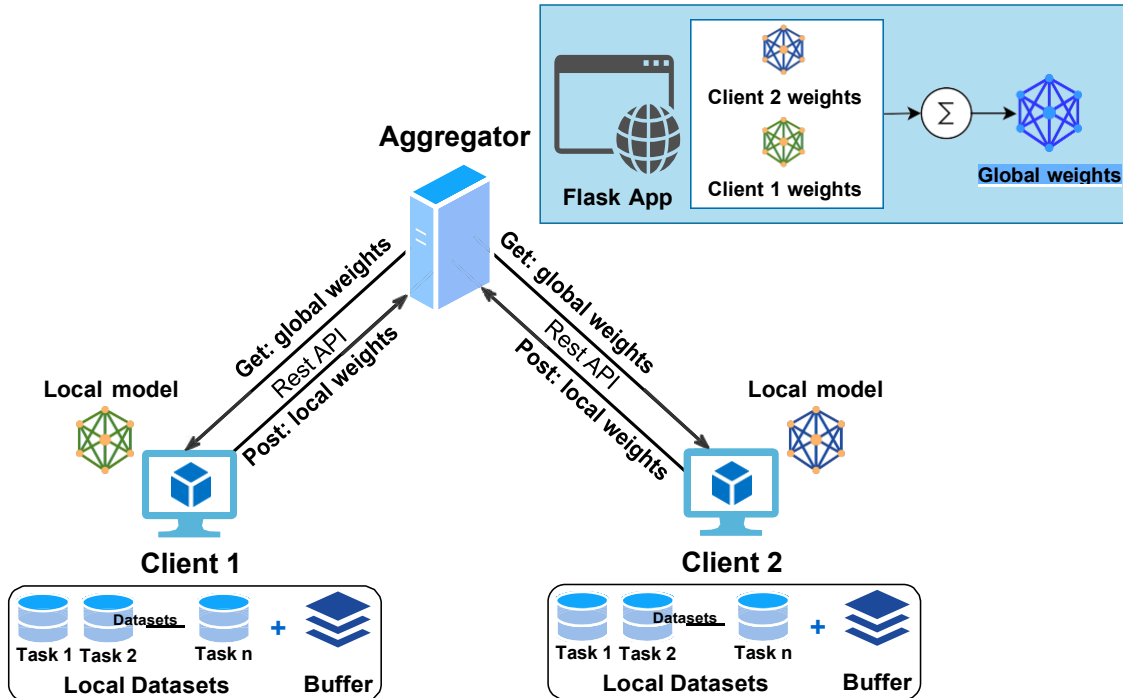 Client 2 weights
Client 1 weights
Flask App
Σ
Global weights
Aggregator
Get: global weights
Rest API
Post: local weights
Get: global weights
Rest API
Post: local weights
Local model
Local model
Client 1
Client 2
Datasets
Task 1 Task 2 Task n
Local Datasets Buffer
+
Datasets
Task 1 Task 2 Task n
Local Datasets Buffer
+